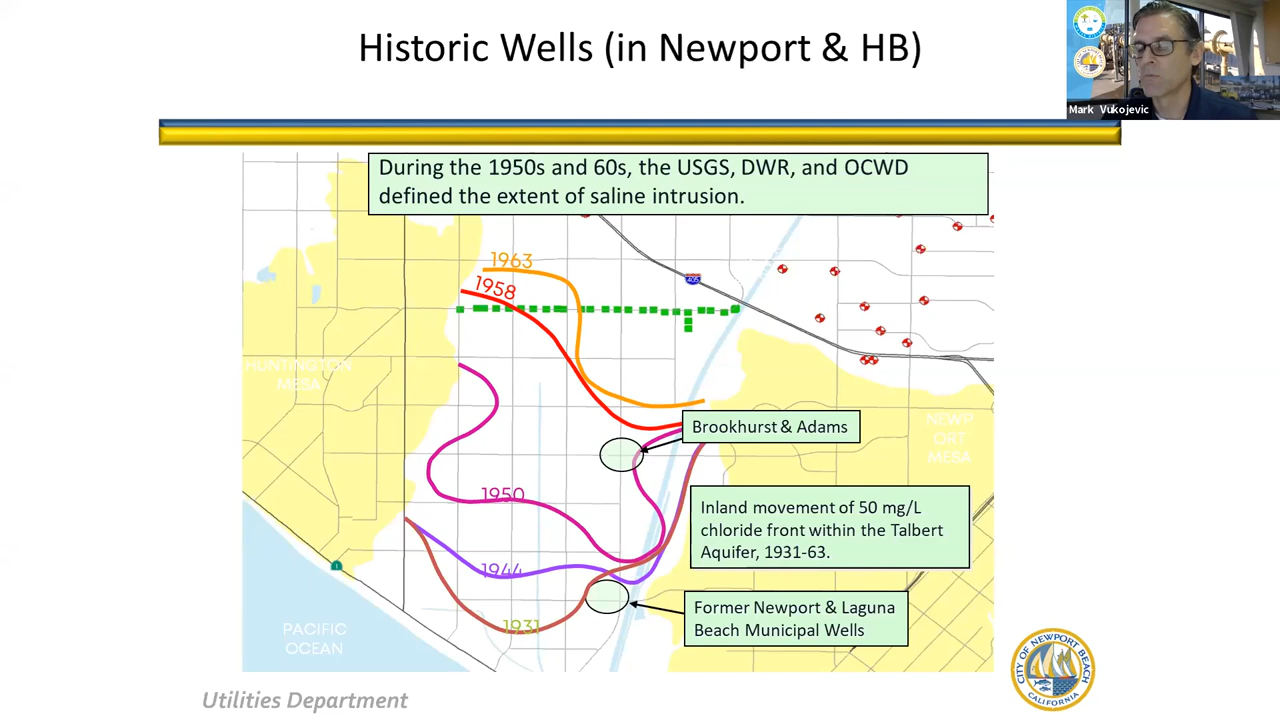 Historic Wells (in Newport & HB)
Mark Vukojevic
During the 1950s and 60s, the USGS, DWR, and OCWD
defined the extent of saline intrusion.
1963
405
1958
HUNTINGTON
MESA
Brookhurst & Adams
NEWP
ORT
MESA
1950
Inland movement of 50 mg/L
chloride front within the Talbert
Aquifer, 1931-63.
1
1944
Former Newport & Laguna
Beach Municipal Wells
1931
PACIFIC
OCEAN
CITY OF NEWPORT BEACH
CALIFORNIA
Utilities Department